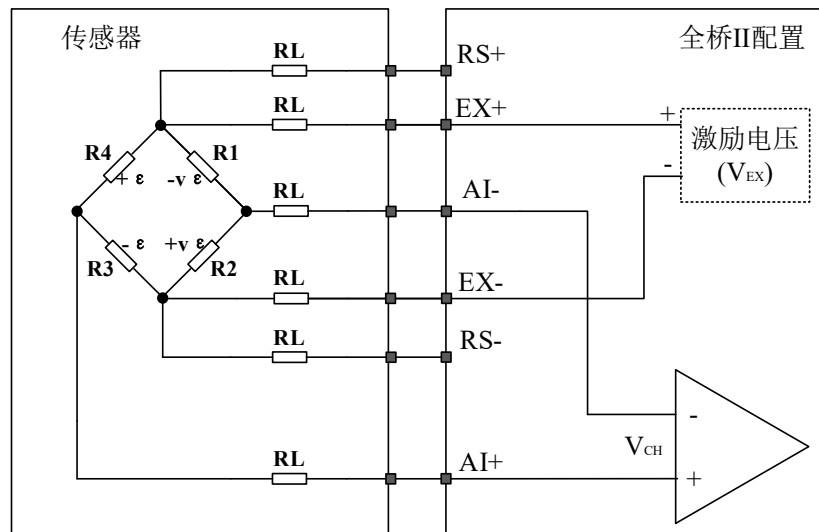 传感器
全桥II配置
RL
RS+
RL
EX+
+
激励电压
(VEX)
-
R4
R1
+ ε
-v ε
RL
AI-
- ε
+v ε
R3
R2
RL
EX-
RL
RS-
-
VCH
RL
AI+
+